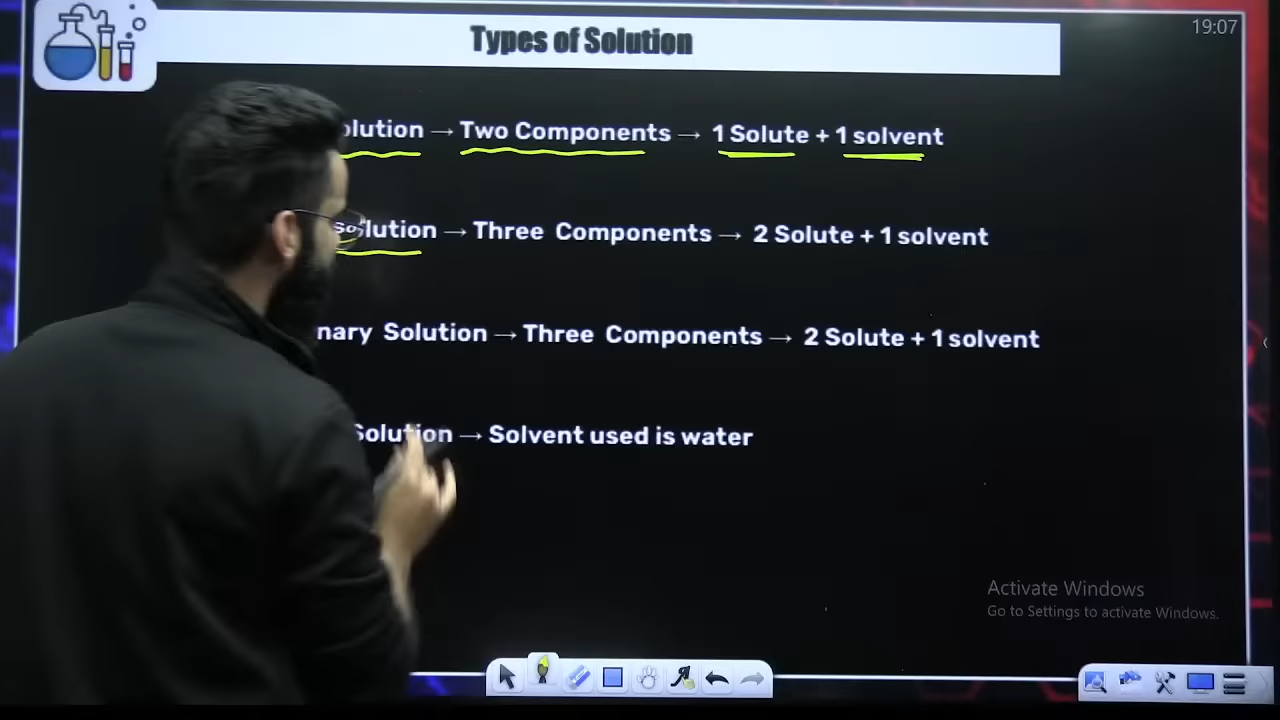 Types of Solution
19:07
olution → Two Components → 1 Solute + 1 solvent
solution → Three Components → 2 Solute + 1 solvent
nary Solution → Three Components → 2 Solute + 1 solvent
Solution → Solvent used is water
Activate Windows
Go to Settings to activate Windows.